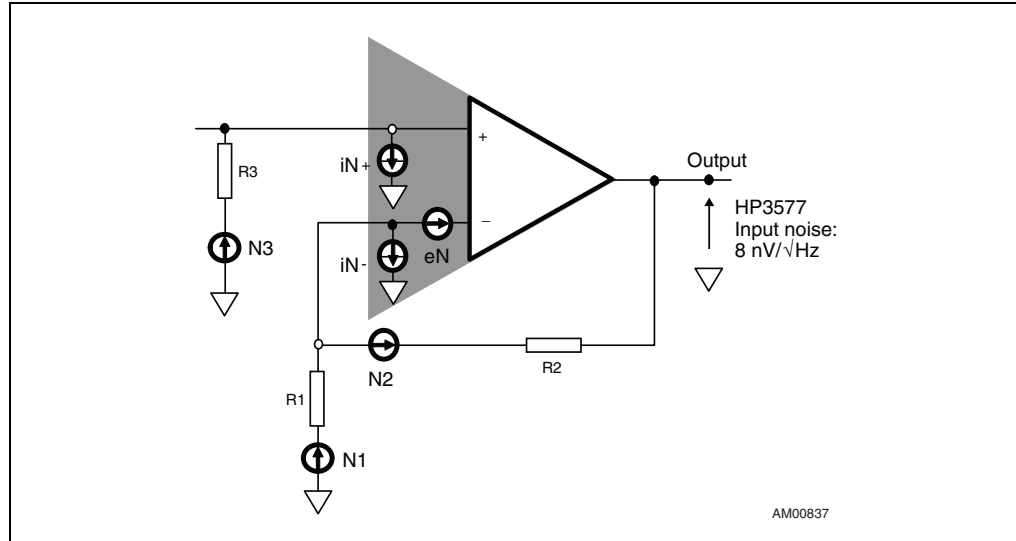 +
Output
R3
iN+
HP3577
Input noise:
8 nV/√Hz
N3
−
eN
iN-
N2
R2
R1
N1
AM00837